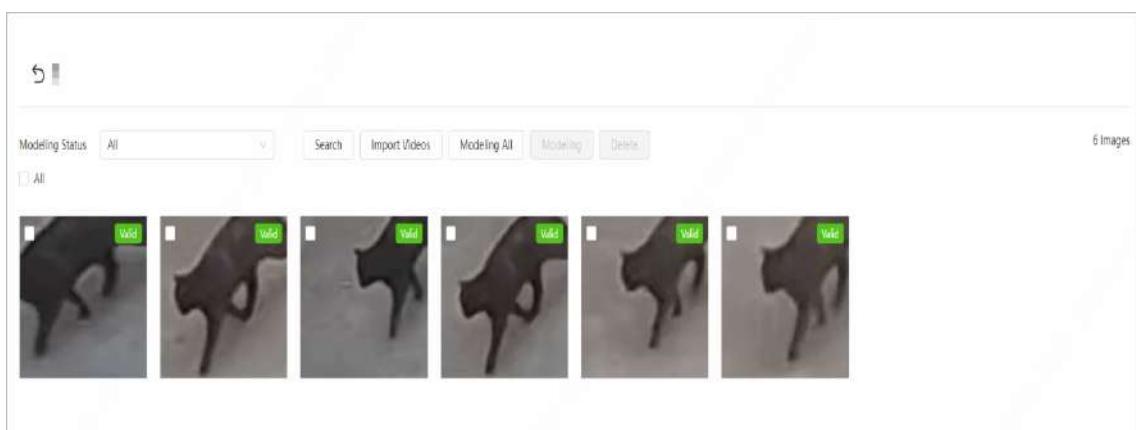 Modeling Status All Search Import Videos Modeling All Modeling Delete 6 Images
All
Valid Valid Valid Valid Valid Valid